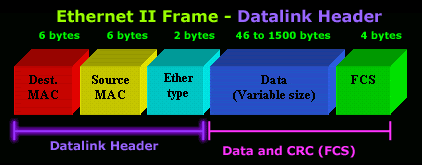 Ethernet II Frame - Datalink Header
6 bytes 6 bytes 2 bytes 46 to 1500 bytes 4 bytes
Dest. MAC
Source MAC
Ether type
Data (Variable size)
FCS
Datalink Header
Data and CRC (FCS)